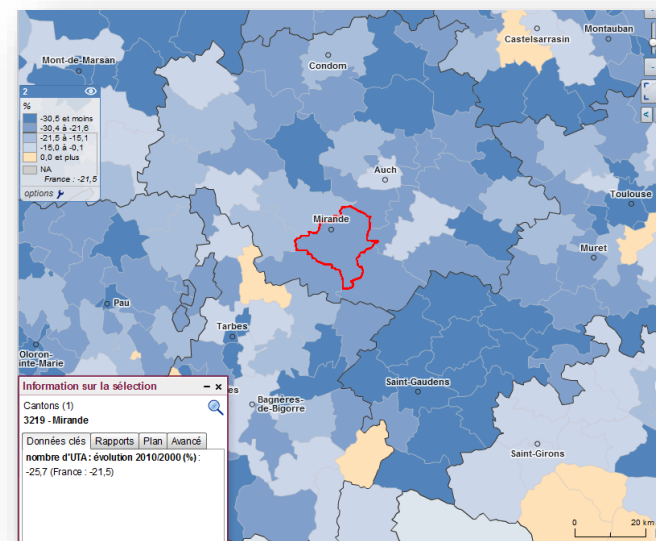 Castelsarrasin
Montauban
Mont-de-Marsan
Condom
2
%
-30,5 et moins
-30,4 à -21,6
-21,5 à -15,1
-15,0 à -0,1
0,0 et plus
NA
France : -21,5
options
Auch
Toulouse
Mirande
Muret
Pau
Tarbes
Oloron
inte-Marie
Saint-Gaudens
es
Bagnères-
de-Bigorre
Saint-Girons
Information sur la sélection
Cantons (1)
3219 - Mirande
Données clés Rapports Plan Avancé
nombre d'UTA : évolution 2010/2000 (%) :
-25,7 (France : -21,5)
0 20 km